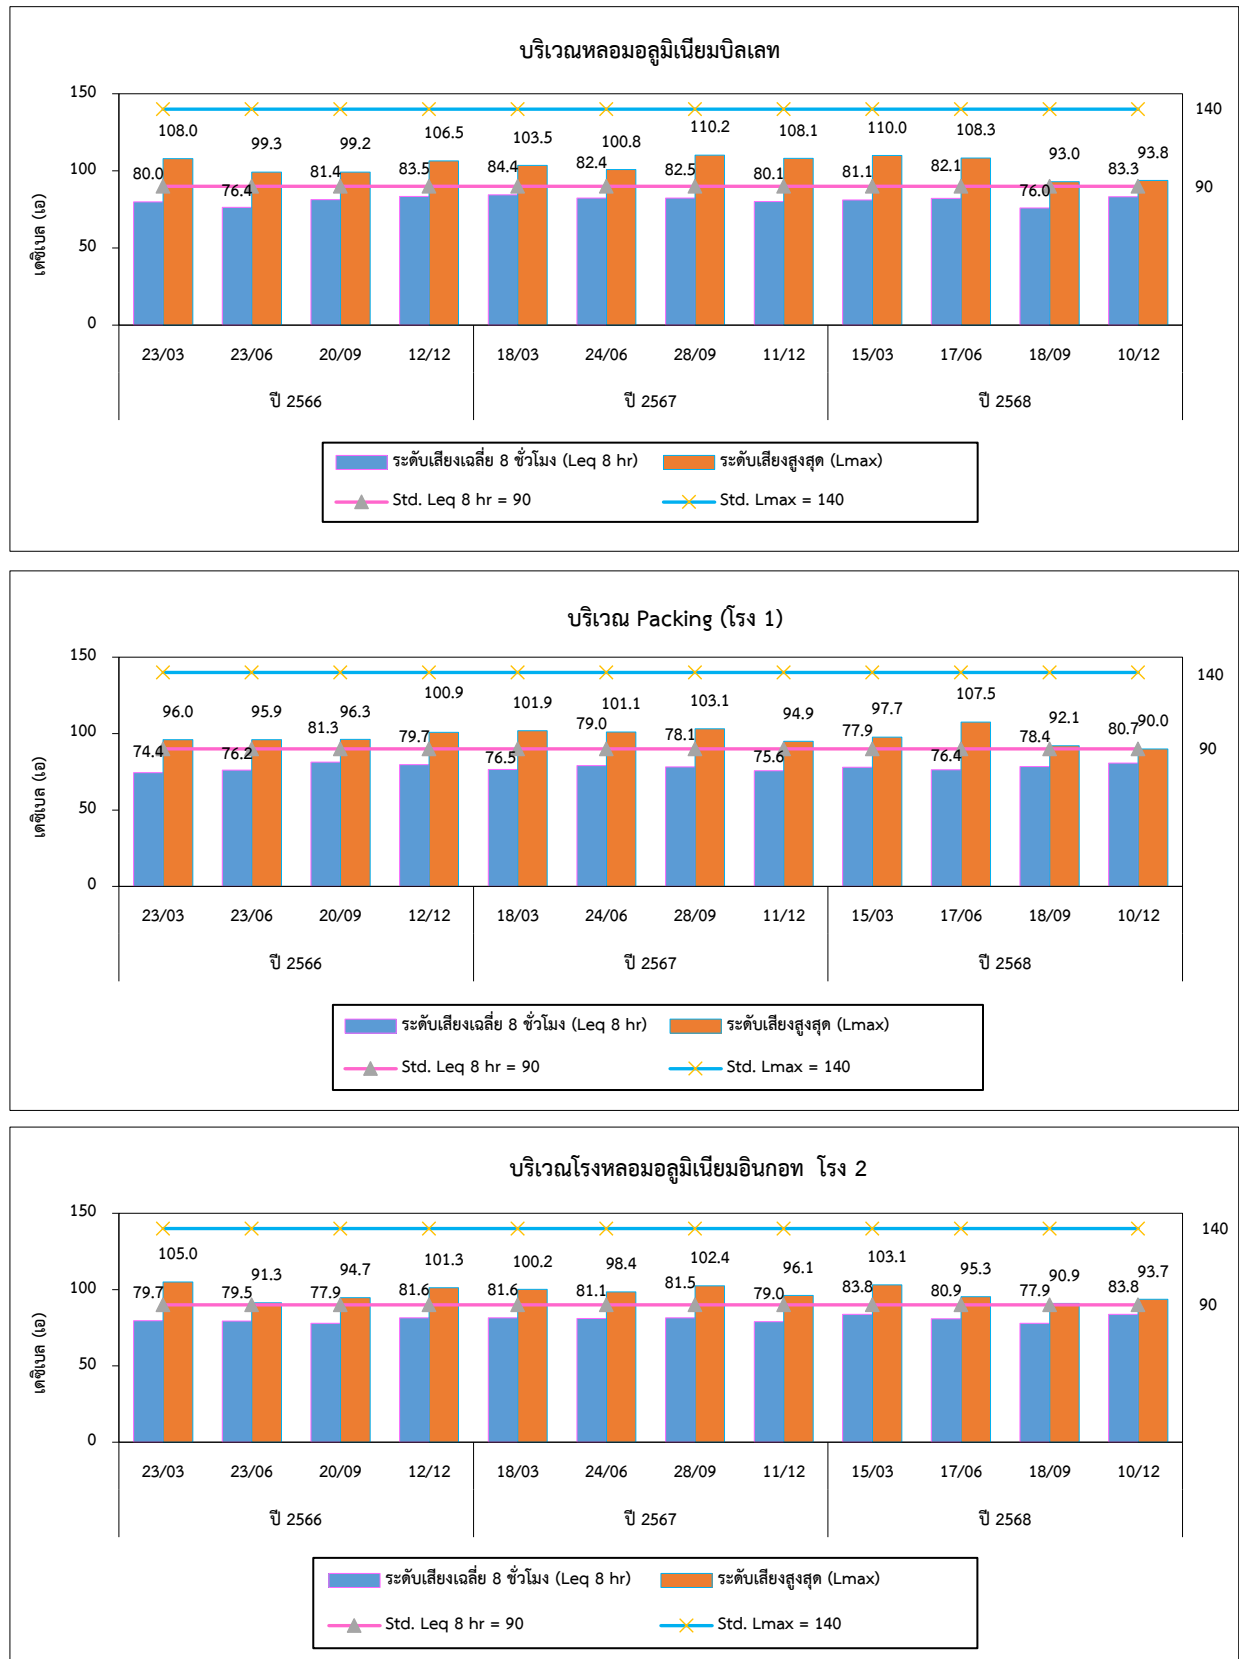 บริเวณหลอมอลูมิเนียมบิลเลท
เดซิเบล (เอ)
150
100
50
0
108.0 99.3 99.2 106.5 103.5 100.8 110.2 108.1 110.0 108.3 93.0 93.8
80.0 76.4 81.4 83.5 84.4 82.4 82.5 80.1 81.1 82.1 76.0 83.3
140
90
23/03 23/06 20/09 12/12 18/03 24/06 28/09 11/12 15/03 17/06 18/09 10/12
ปี 2566 ปี 2567 ปี 2568
ระดับเสียงเฉลี่ย 8 ชั่วโมง (Leq 8 hr) ระดับเสียงสูงสุด (Lmax)
Std. Leq 8 hr = 90 Std. Lmax = 140
บริเวณ Packing (โรง 1)
เดซิเบล (เอ)
150
100
50
0
96.0 95.9 96.3 100.9 101.9 101.1 103.1 94.9 97.7 107.5 92.1 90.0
74.4 76.2 81.3 79.7 76.5 79.0 78.1 75.6 77.9 76.4 78.4 80.7
140
90
23/03 23/06 20/09 12/12 18/03 24/06 28/09 11/12 15/03 17/06 18/09 10/12
ปี 2566 ปี 2567 ปี 2568
ระดับเสียงเฉลี่ย 8 ชั่วโมง (Leq 8 hr) ระดับเสียงสูงสุด (Lmax)
Std. Leq 8 hr = 90 Std. Lmax = 140
บริเวณโรงหลอมอลูมิเนียมอินกอท โรง 2
เดซิเบล (เอ)
150
100
50
0
105.0 91.3 94.7 101.3 100.2 98.4 102.4 96.1 103.1 95.3 90.9 93.7
79.7 79.5 77.9 81.6 81.6 81.1 81.5 79.0 83.8 80.9 77.9 83.8
140
90
23/03 23/06 20/09 12/12 18/03 24/06 28/09 11/12 15/03 17/06 18/09 10/12
ปี 2566 ปี 2567 ปี 2568
ระดับเสียงเฉลี่ย 8 ชั่วโมง (Leq 8 hr) ระดับเสียงสูงสุด (Lmax)
Std. Leq 8 hr = 90 Std. Lmax = 140